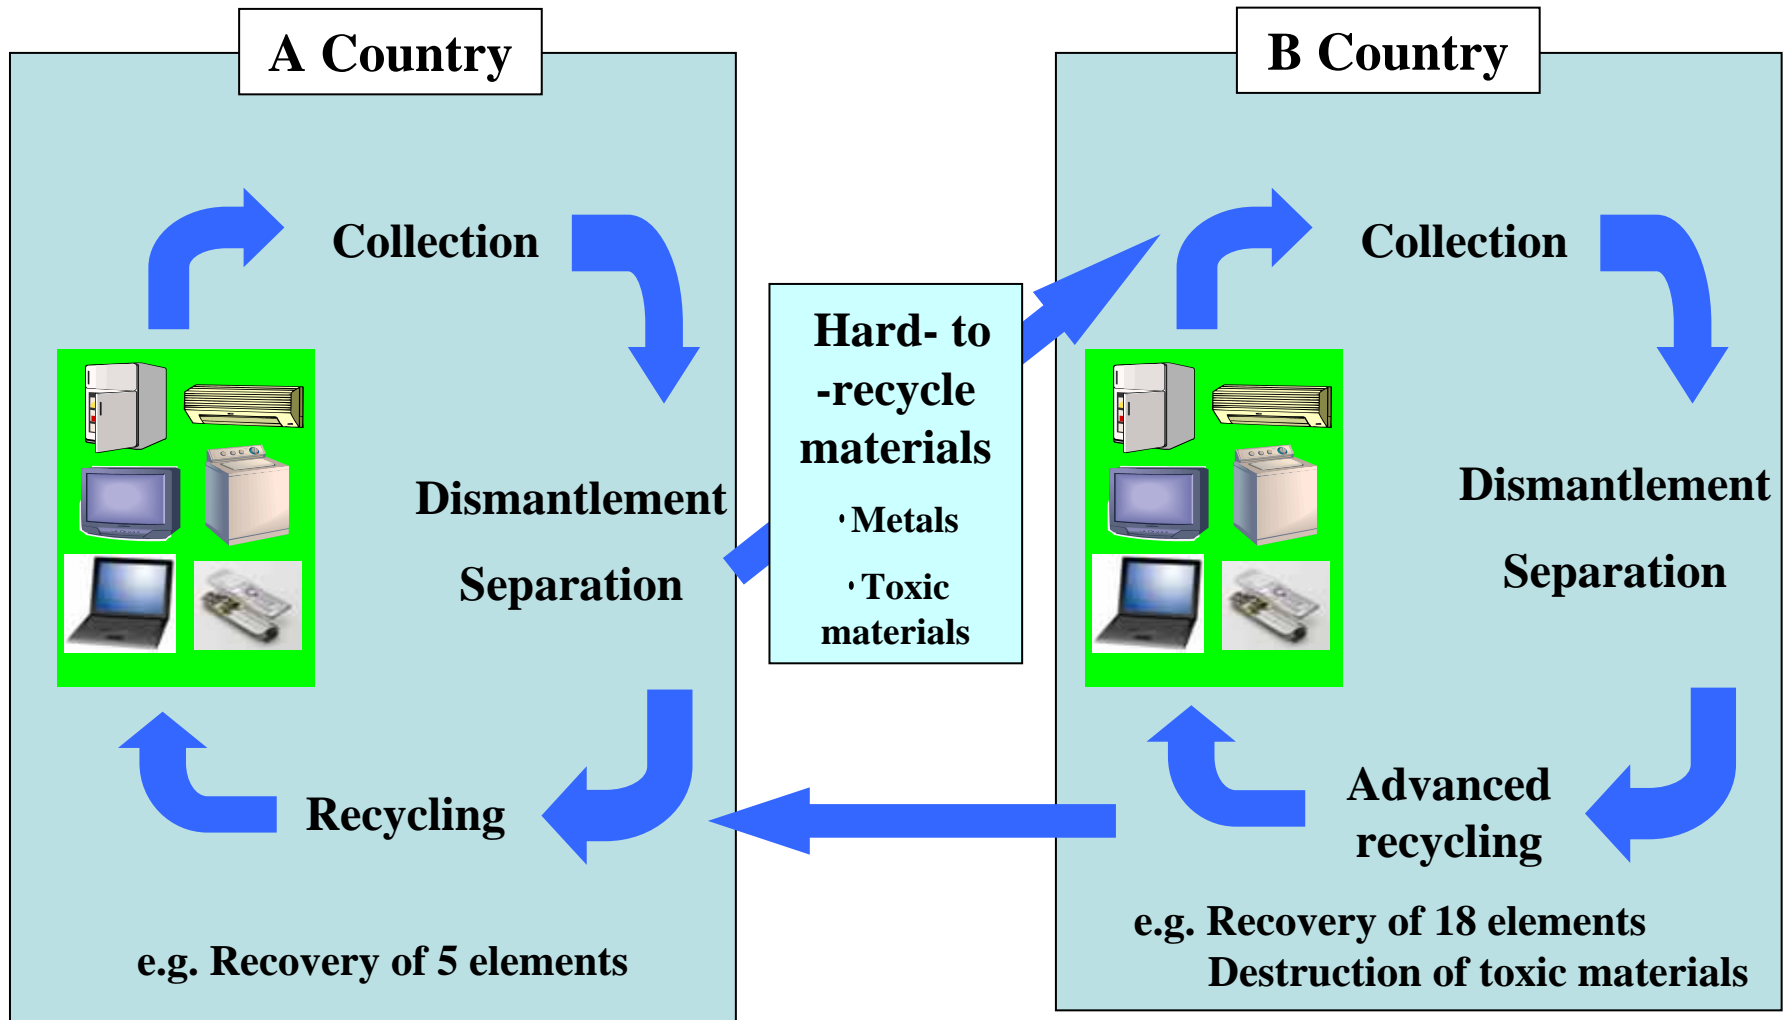 A Country
Collection
Dismantlement
Separation
Recycling
e.g. Recovery of 5 elements
Hard- to
-recycle
materials
・Metals
・Toxic
materials
B Country
Collection
Dismantlement
Separation
Advanced
recycling
e.g. Recovery of 18 elements
Destruction of toxic materials